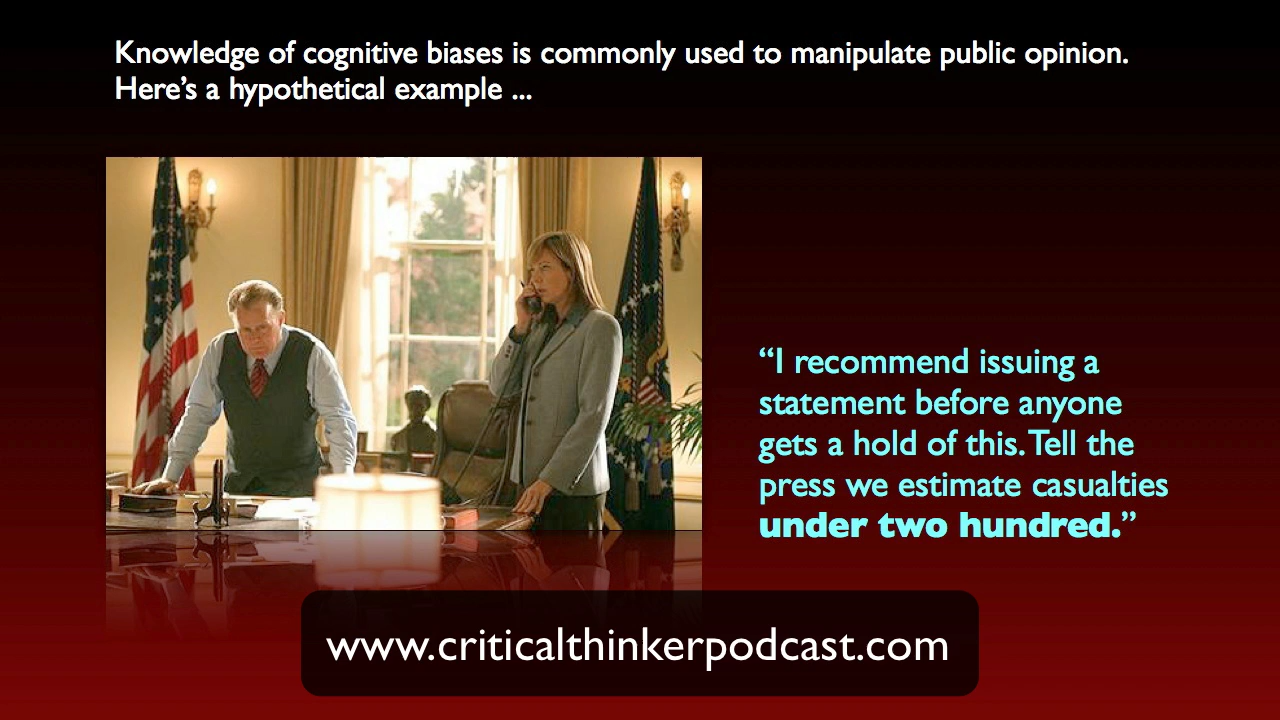 Knowledge of cognitive biases is commonly used to manipulate public opinion.
Here’s a hypothetical example ...
“I recommend issuing a
statement before anyone
gets a hold of this. Tell the
press we estimate casualties
under two hundred.”
www.criticalthinkerpodcast.com